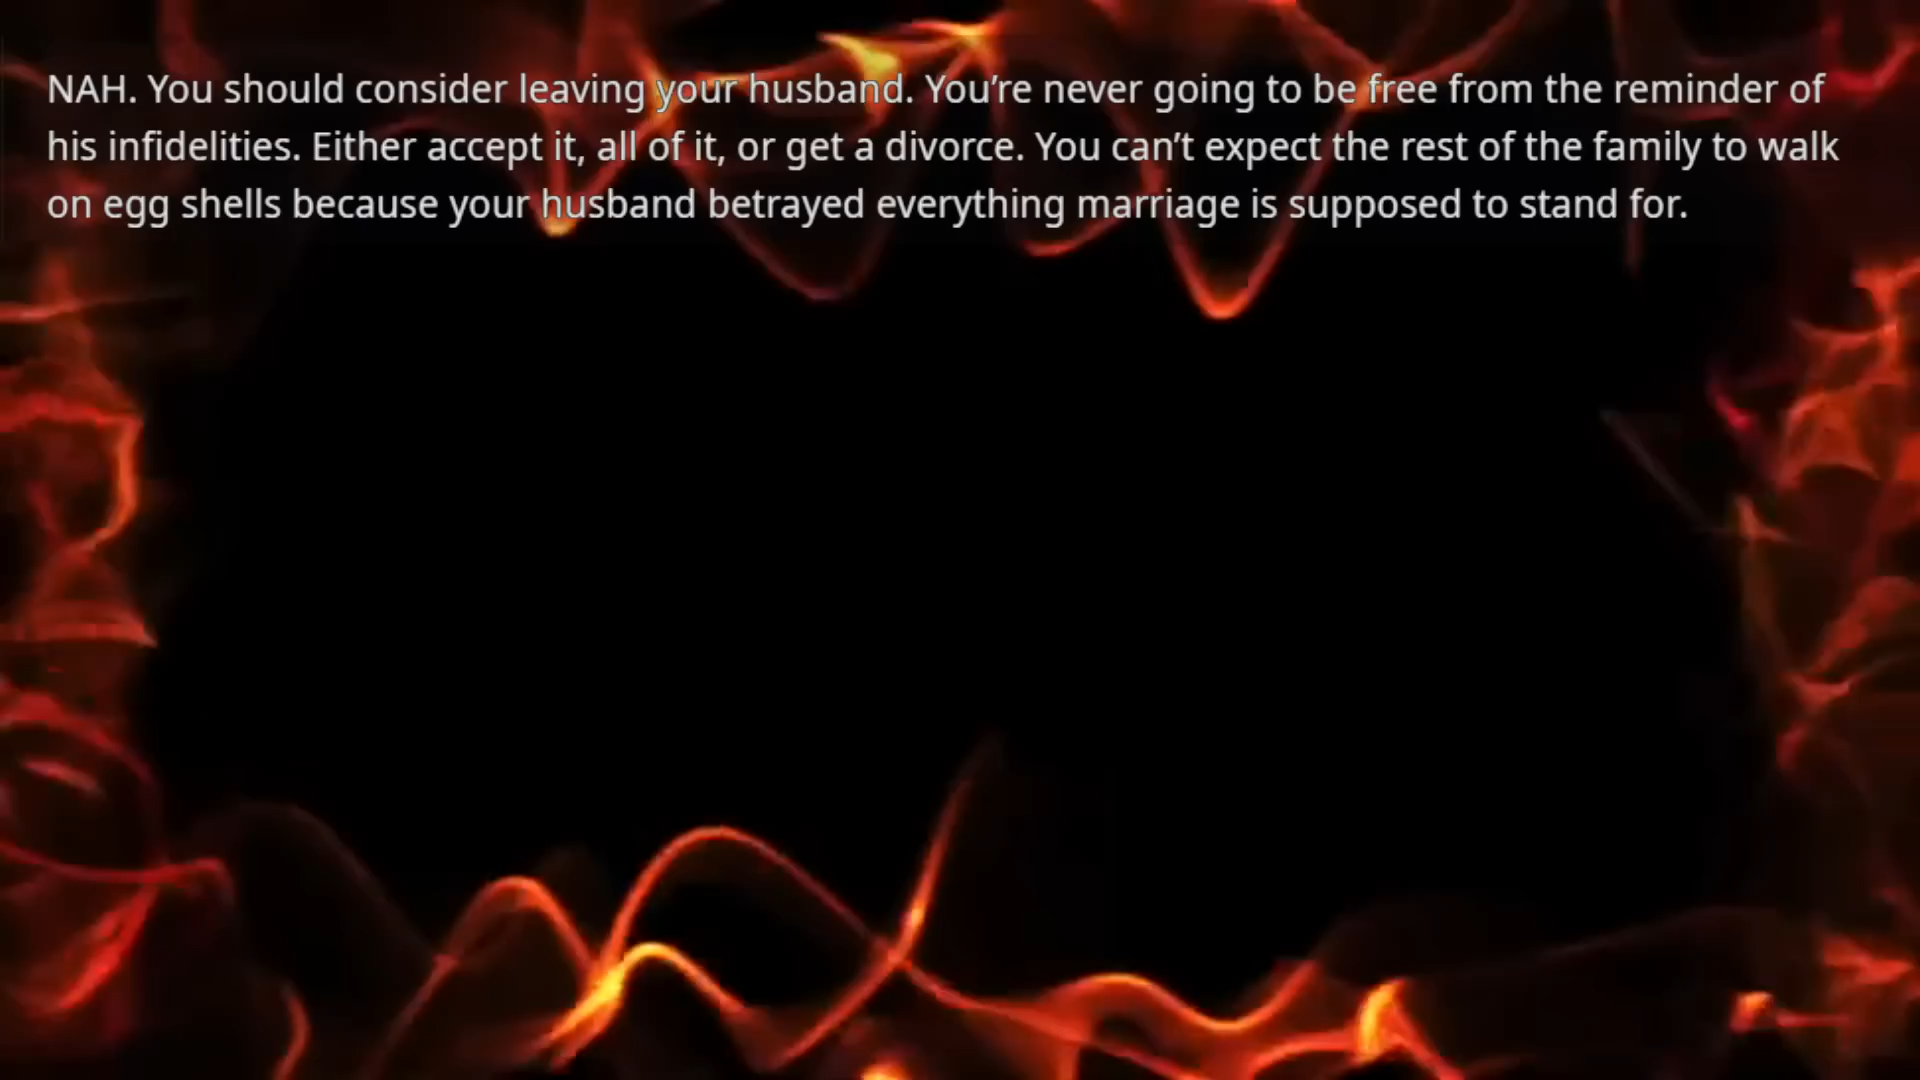 NAH. You should consider leaving your husband. You’re never going to be free from the reminder of
his infidelities. Either accept it, all of it, or get a divorce. You can’t expect the rest of the family to walk
on egg shells because your husband betrayed everything marriage is supposed to stand for.